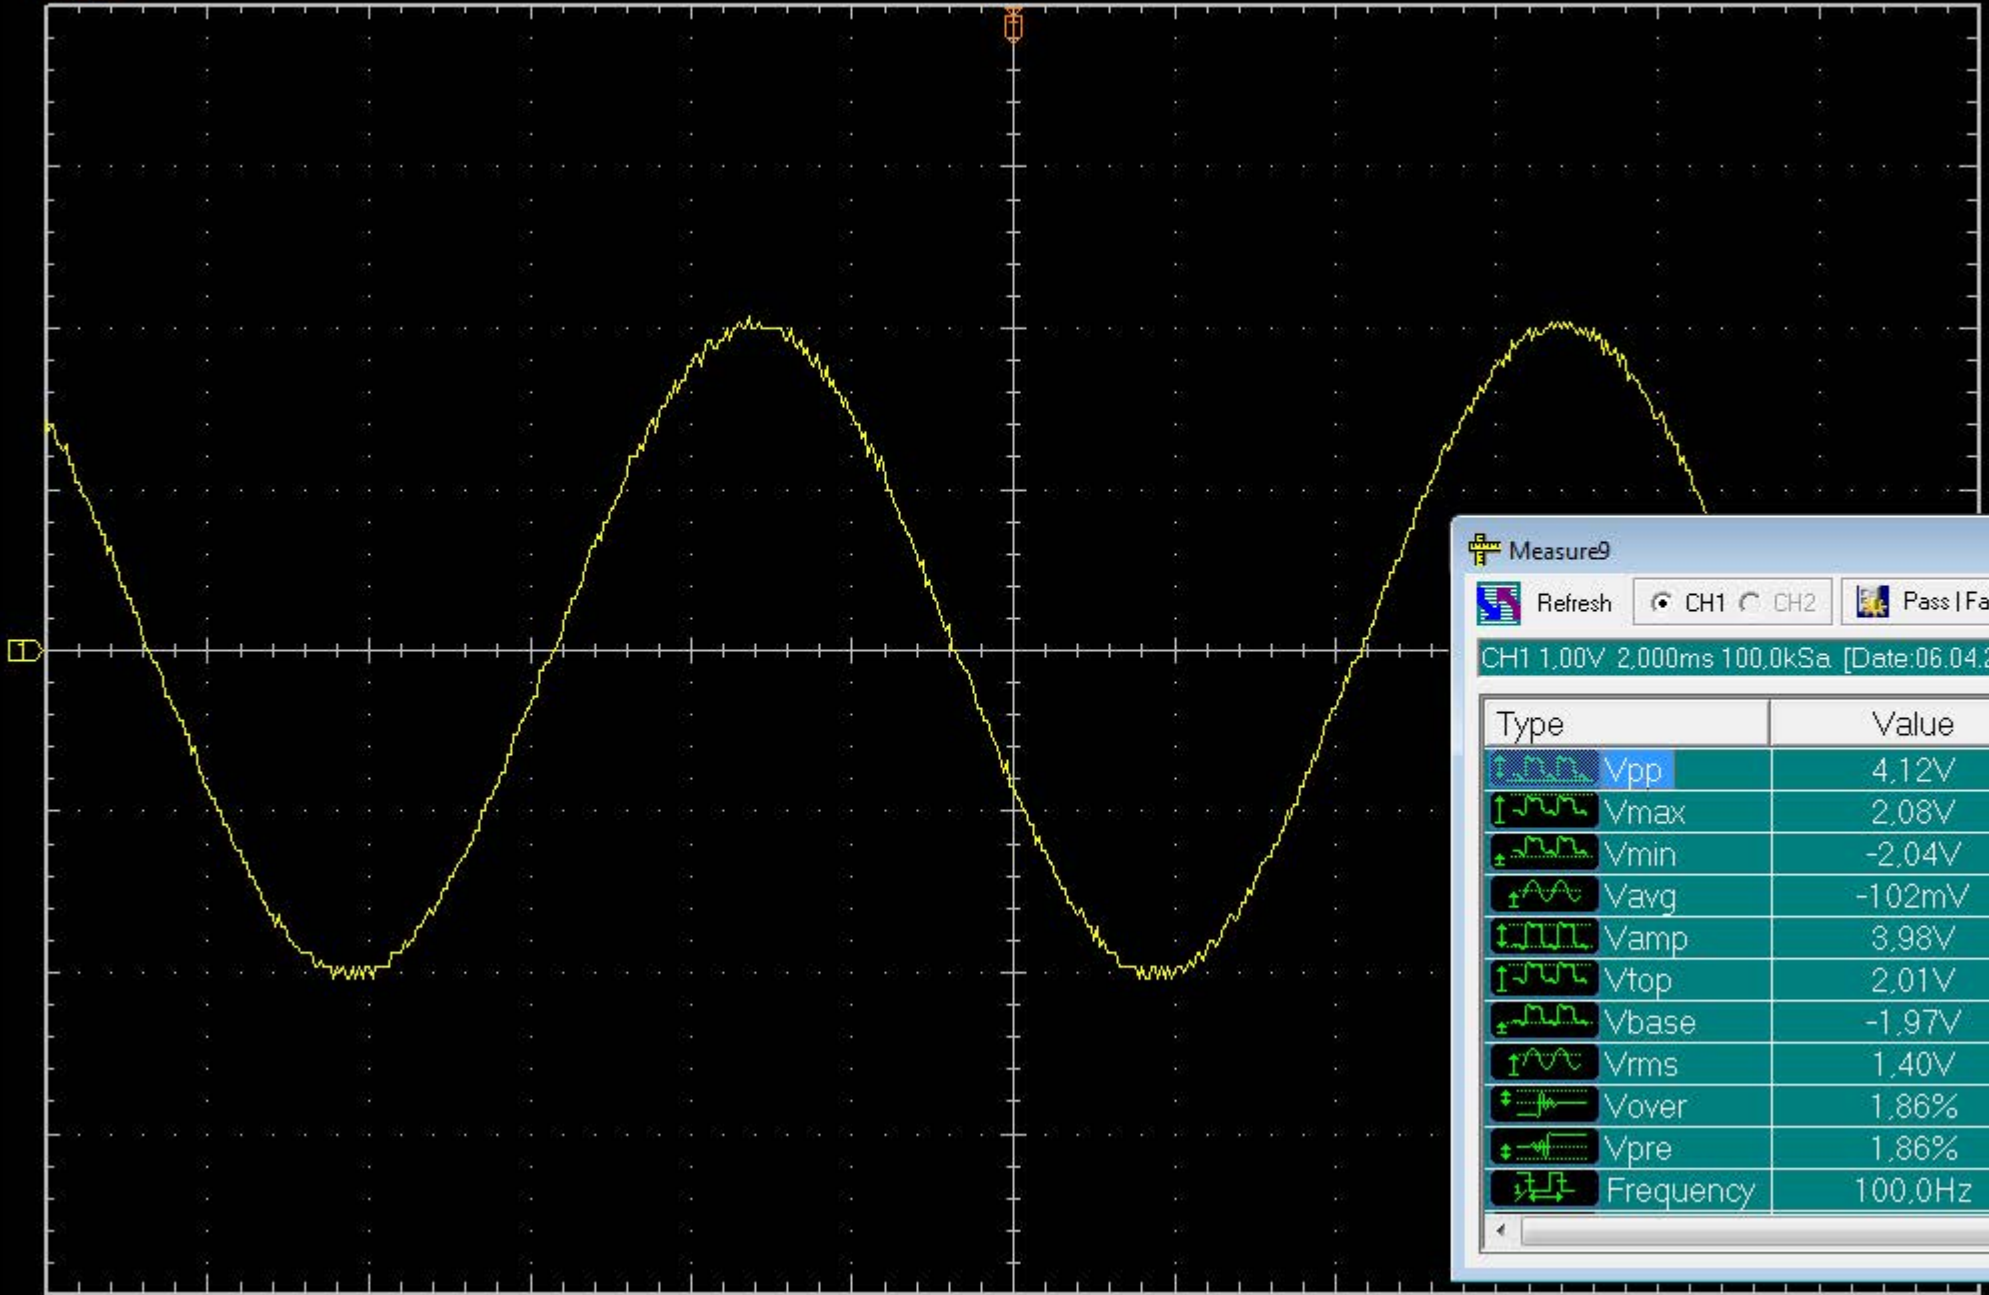 T
1
Measure9
Refresh CH1 CH2 Pass | Fa
CH1 1,00V 2,000ms 100,0kSa [Date:06.04.2
Type Value
Vpp 4,12V
Vmax 2,08V
Vmin -2,04V
Vavg -102mV
Vamp 3,98V
Vtop 2,01V
Vbase -1,97V
Vrms 1,40V
Vover 1,86%
Vpre 1,86%
Frequency 100,0Hz